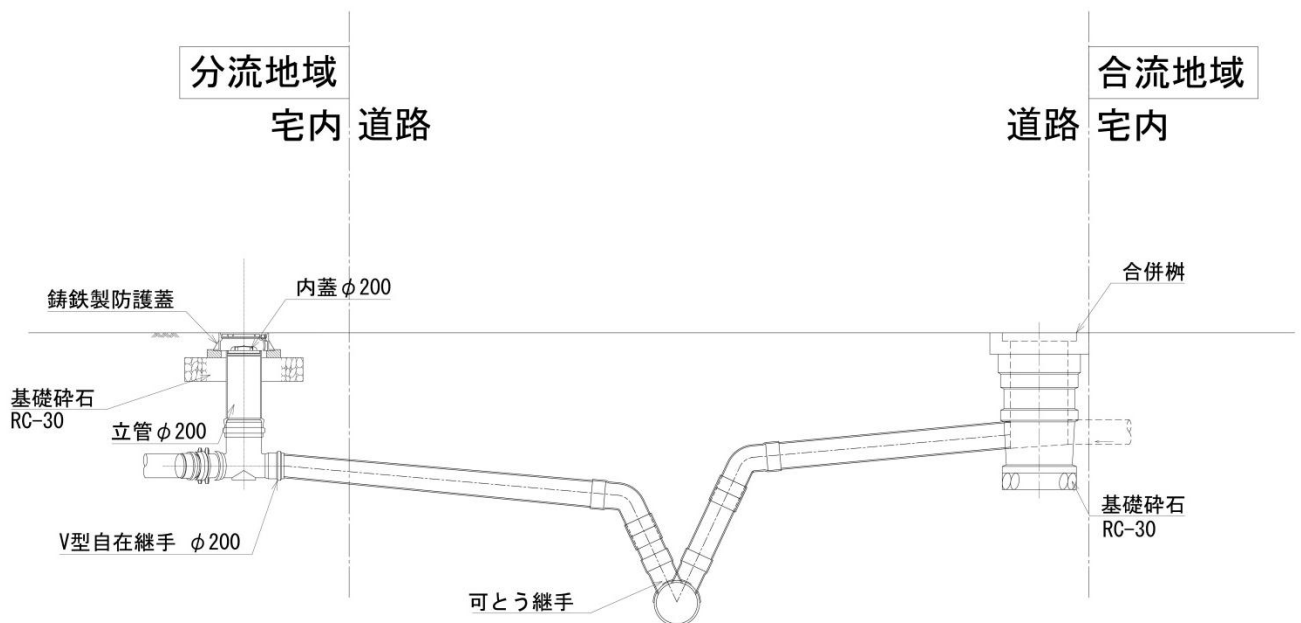 分流地域
合流地域
宅内 道路
道路 宅内
合併桝
内蓋φ200
鋳鉄製防護蓋
基礎砕石
RC-30
立管φ200
V型自在継手 φ200
可とう継手
基礎砕石
RC-30